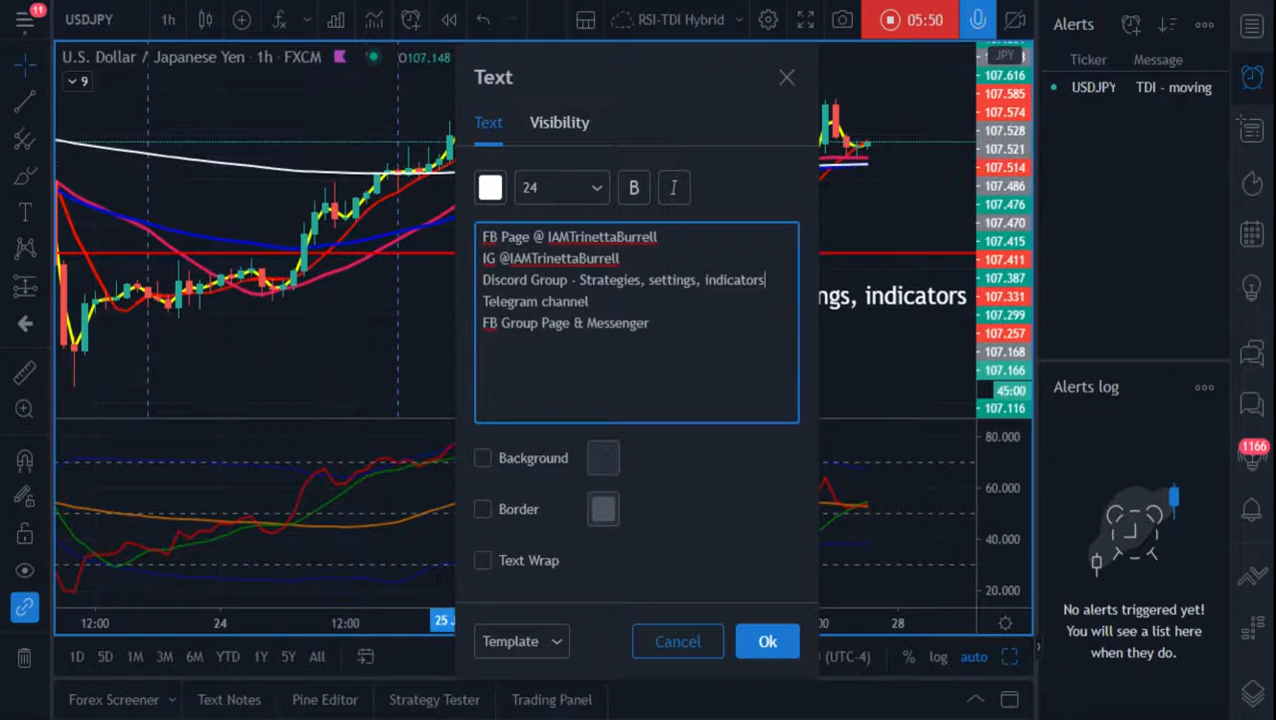 11
USDJPY
1h
RSI-TDI Hybrid
05:50
U.S. Dollar / Japanese Yen · 1h · FXCM
O107.148
9
Text
Text
Visibility
24
B
I
FB Page @ IAMTrinettaBurrell
IG @IAMTrinettaBurrell
Discord Group - Strategies, settings, indicators
Telegram channel
FB Group Page & Messenger
Background
Border
Text Wrap
Template
Cancel
Ok
ngs, indicators
JPY
107.616
107.585
107.574
107.528
107.521
107.514
107.486
107.476
107.470
107.415
107.411
107.387
107.331
107.299
107.257
107.168
107.166
45:00
107.116
80.000
60.000
40.000
20.000
12:00
24
12:00
25 J
:00
28
1D
5D
1M
3M
6M
YTD
1Y
5Y
All
(UTC-4)
%
log
auto
Forex Screener
Text Notes
Pine Editor
Strategy Tester
Trading Panel
Alerts
Ticker
Message
USDJPY
TDI - moving
Alerts log
No alerts triggered yet!
You will see a list here
when they do.
1166